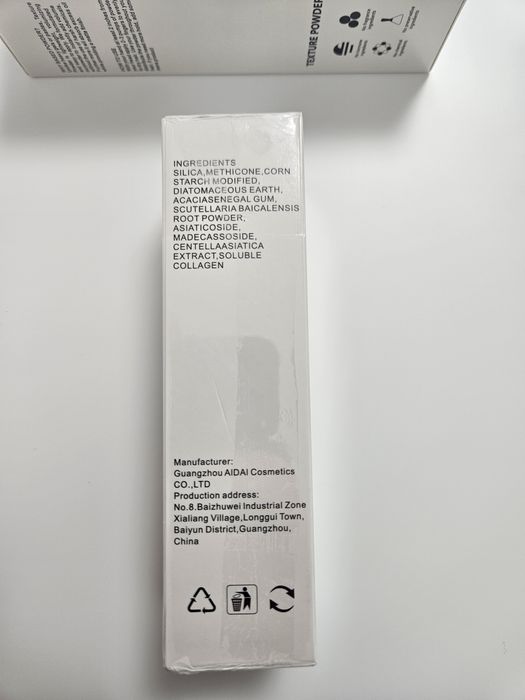 TEXTURE POWDER
INGREDIENTS
SILICA,METHICONE,CORN
STARCH MODIFIED,
DIATOMACEOUS EARTH,
ACACIASENEGAL GUM,
SCUTELLARIA BAICALENSIS
ROOT POWDER,
ASIATICOSIDE,
MADECASSOSIDE,
CENTELLAASIATICA
EXTRACT,SOLUBLE
COLLAGEN
Manufacturer:
Guangzhou AIDAI Cosmetics
CO.,LTD
Production address:
No.8.Baizhuwei Industrial Zone
Xialiang Village,Longgui Town,
Baiyun District,Guangzhou,
China